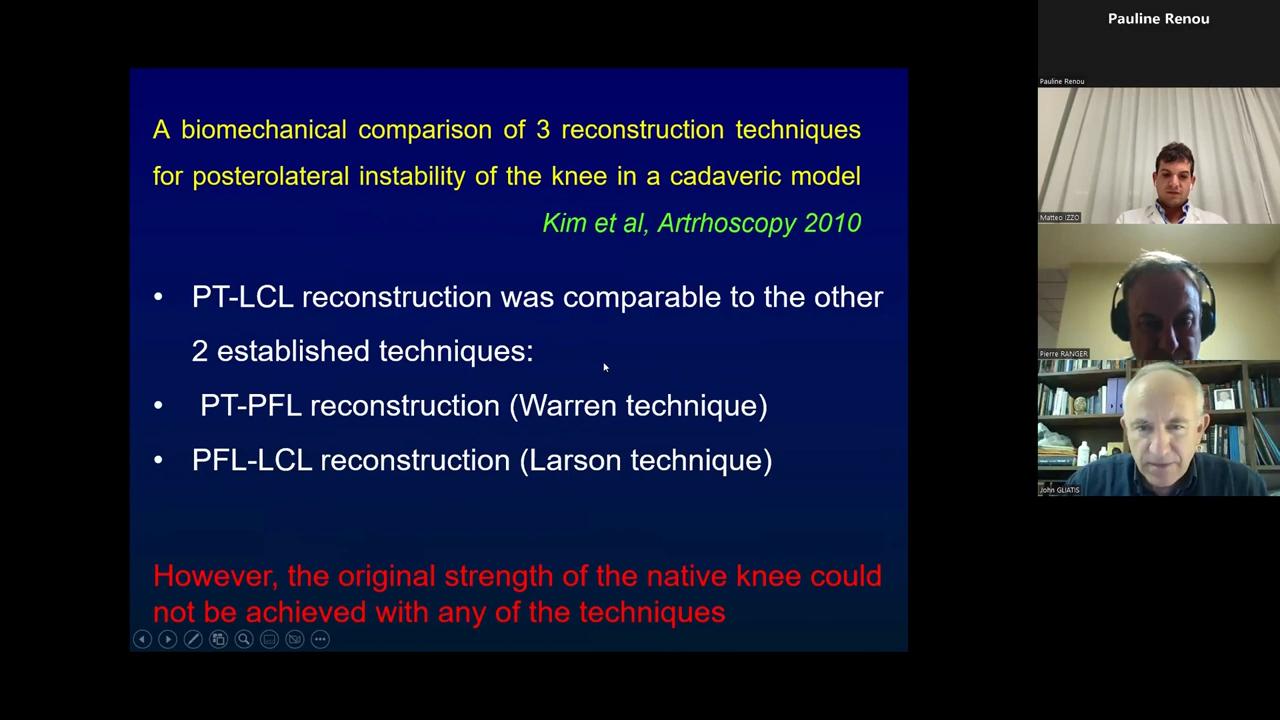 A biomechanical comparison of 3 reconstruction techniques
for posterolateral instability of the knee in a cadaveric model
Kim et al, Artrhoscopy 2010
• PT-LCL reconstruction was comparable to the other
2 established techniques:
• PT-PFL reconstruction (Warren technique)
• PFL-LCL reconstruction (Larson technique)
However, the original strength of the native knee could
not be achieved with any of the techniques
Pauline Renou
Pauline Renou
Matteo IZZO
Pierre RANGER
John GLIATIS